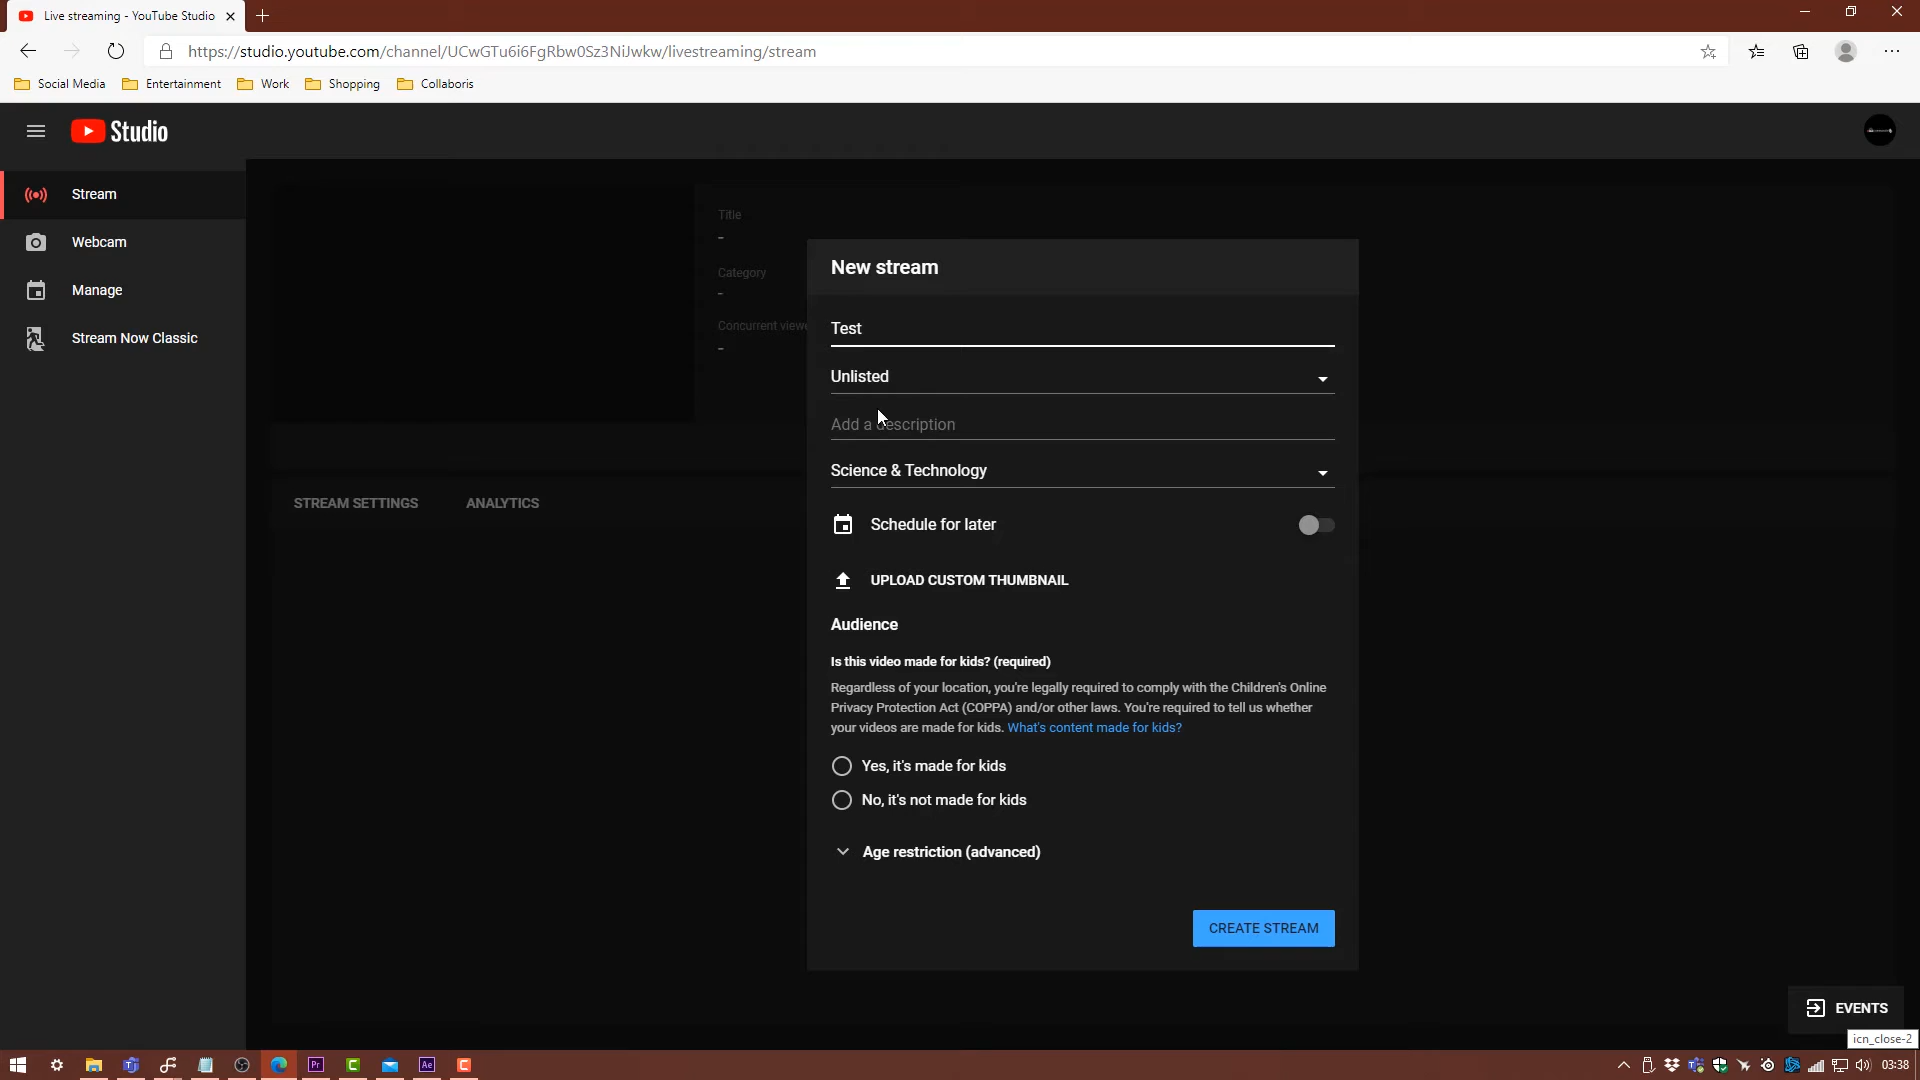 Live streaming - YouTube Studio
https://studio.youtube.com/channel/UCwGTu6i6FgRbw0Sz3NiJwkw/livestreaming/stream
Social Media
Entertainment
Work
Shopping
Collaboris
Studio
Stream
Webcam
Manage
Stream Now Classic
Title
-
Category
-
Concurrent viewe
-
STREAM SETTINGS
ANALYTICS
New stream
Test
Unlisted
Add a description
Science & Technology
Schedule for later
UPLOAD CUSTOM THUMBNAIL
Audience
Is this video made for kids? (required)
Regardless of your location, you're legally required to comply with the Children's Online
Privacy Protection Act (COPPA) and/or other laws. You're required to tell us whether
your videos are made for kids. What's content made for kids?
Yes, it's made for kids
No, it's not made for kids
Age restriction (advanced)
CREATE STREAM
EVENTS
icn_close-2
Pr
C
Ae
C
03:38